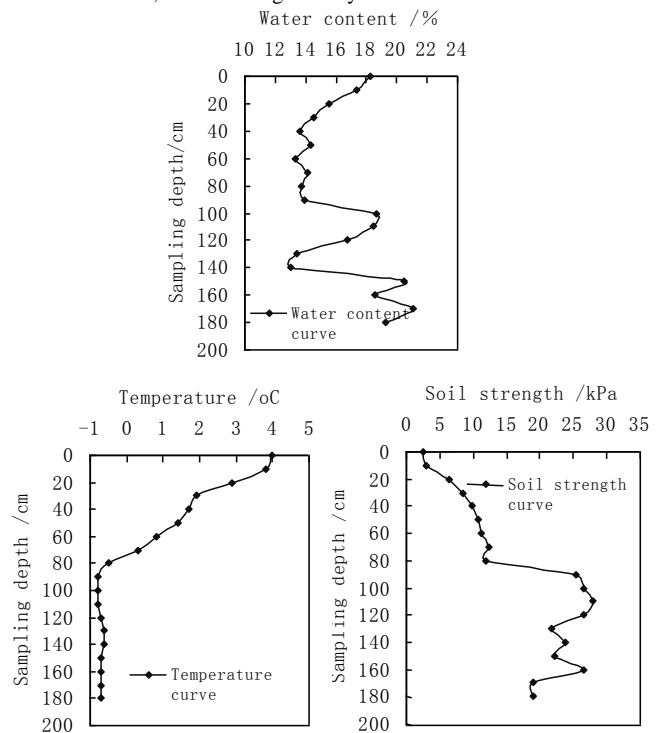 Water content /%
10 12 14 16 18 20 22 24
0
20
40
60
80
100
120
140
160
180
200
Sampling depth/cm
Water content
curve
Temperature /oC
-1 0 1 2 3 4 5
0
20
40
60
80
100
120
140
160
180
200
Sampling depth /cm
Temperature
curve
Soil strength /kPa
0 5 10 15 20 25 30 35
0
20
40
60
80
100
120
140
160
180
200
Sampling depth /cm
Soil strength
curve